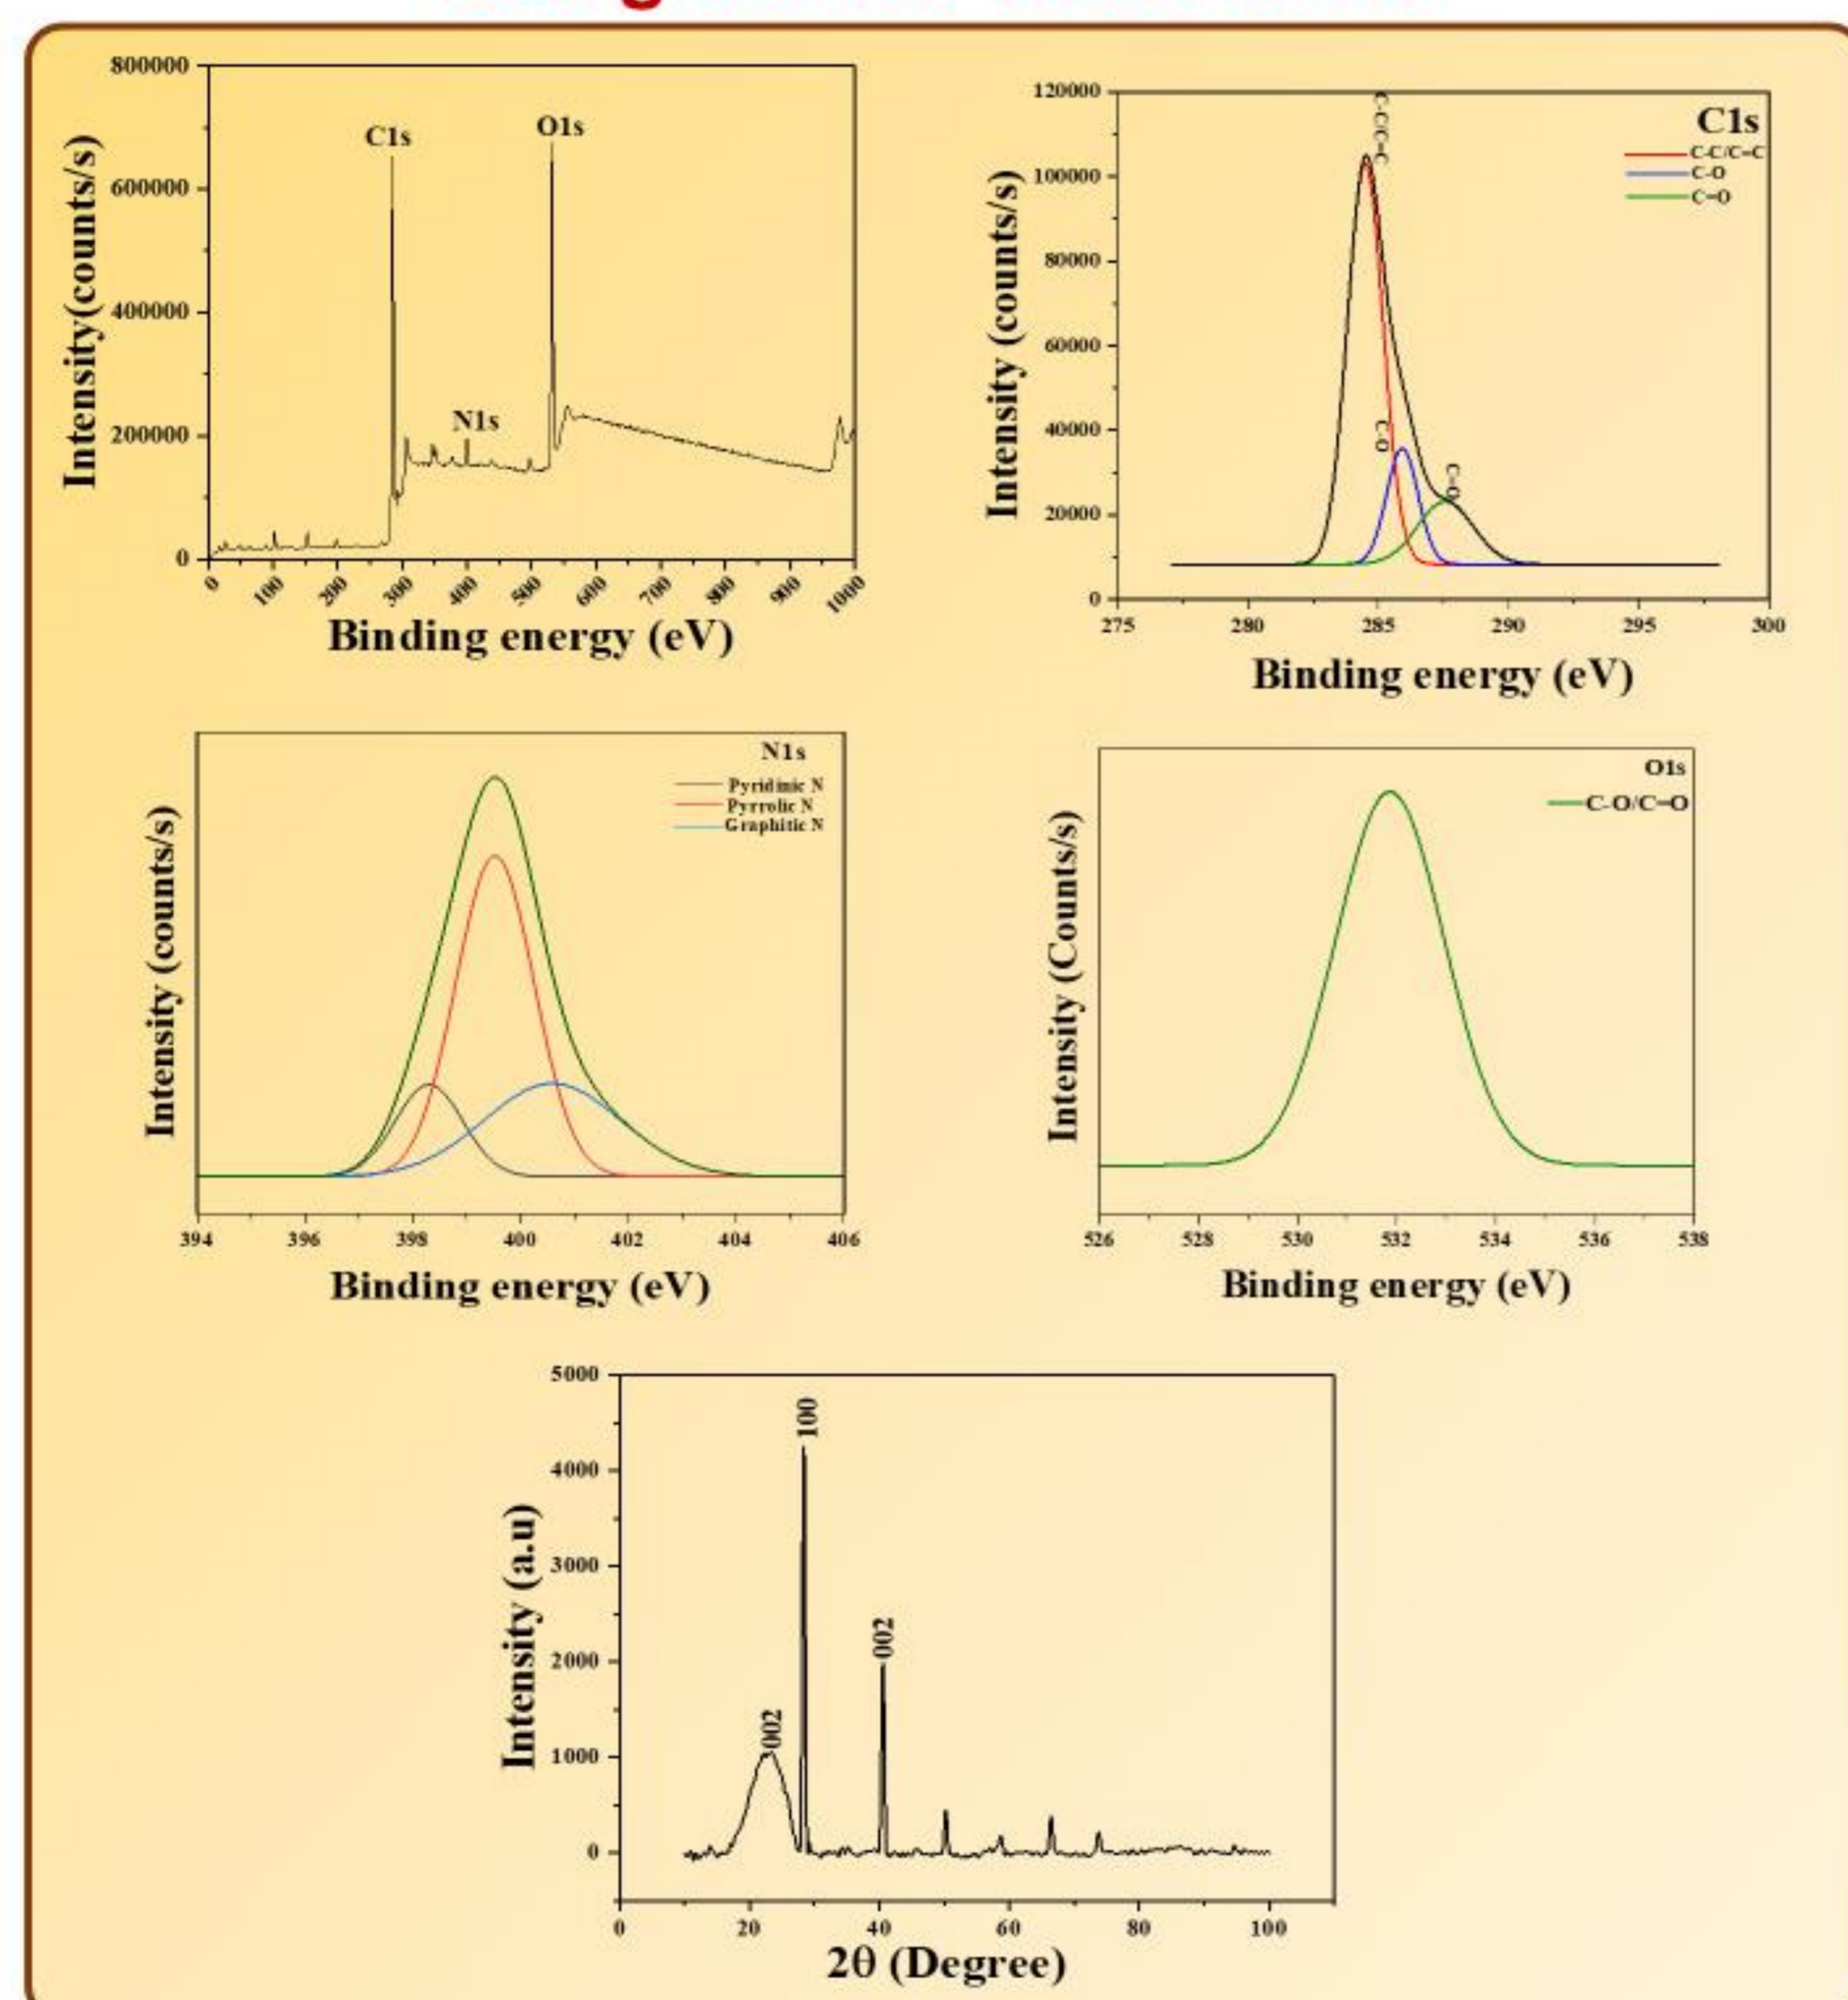 800000
600000
400000
200000
0
Intensity(counts/s)
C1s
N1s
O1s
0 100 200 300 400 500 600 700 800 900 1000
Binding energy (eV)
120000
100000
80000
60000
40000
20000
0
Intensity (counts/s)
C1s
C-C/C=C
C-O
C=O
C-C/C=C
C-O
C=O
275 280 285 290 295 300
Binding energy (eV)
Intensity (counts/s)
N1s
Pyridinic N
Pyrrolic N
Graphitic N
394 396 398 400 402 404 406
Binding energy (eV)
Intensity (Counts/s)
O1s
C-O/C=O
526 528 530 532 534 536 538
Binding energy (eV)
5000
4000
3000
2000
1000
0
Intensity (a.u)
002
100
002
0 20 40 60 80 100
2θ (Degree)